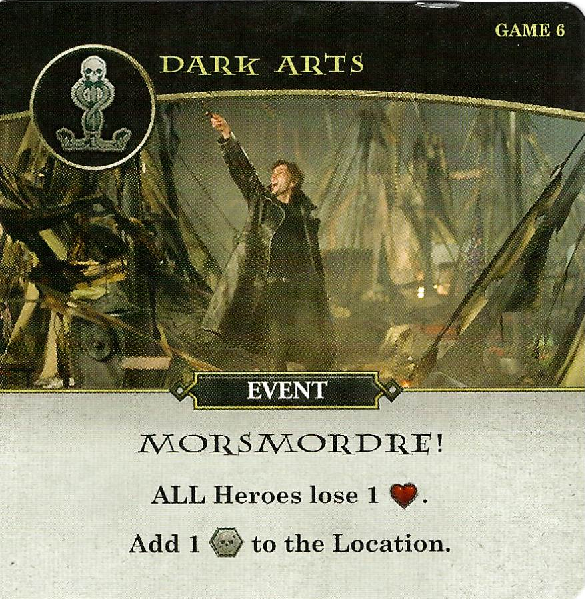 GAME 6
DARK ARTS
EVENT
MORSMORDRE!
ALL Heroes lose 1 .
Add 1 to the Location.